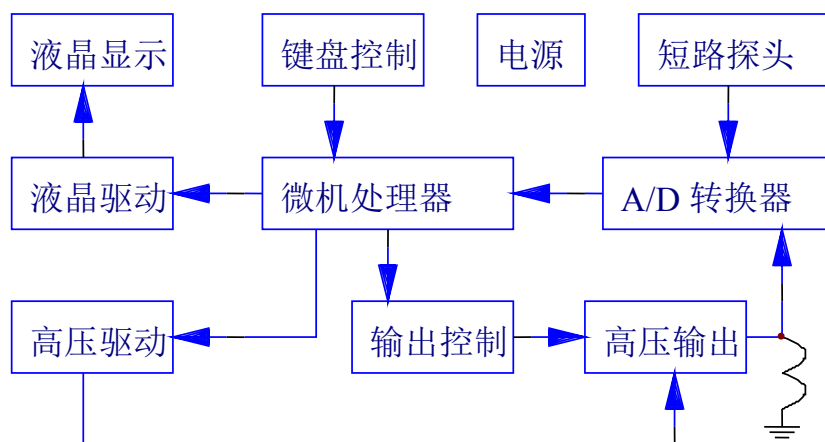 液晶显示
键盘控制
电源
短路探头
液晶驱动
微机处理器
A/D 转换器
高压驱动
输出控制
高压输出